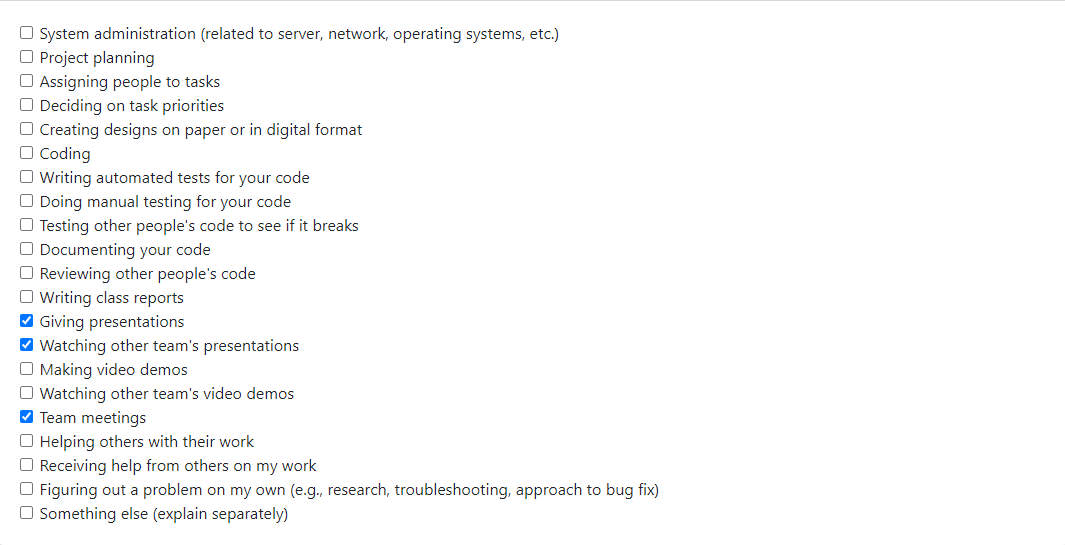 System administration (related to server, network, operating systems, etc.)
Project planning
Assigning people to tasks
Deciding on task priorities
Creating designs on paper or in digital format
Coding
Writing automated tests for your code
Doing manual testing for your code
Testing other people's code to see if it breaks
Documenting your code
Reviewing other people's code
Writing class reports
Giving presentations
Watching other team's presentations
Making video demos
Watching other team's video demos
Team meetings
Helping others with their work
Receiving help from others on my work
Figuring out a problem on my own (e.g., research, troubleshooting, approach to bug fix)
Something else (explain separately)